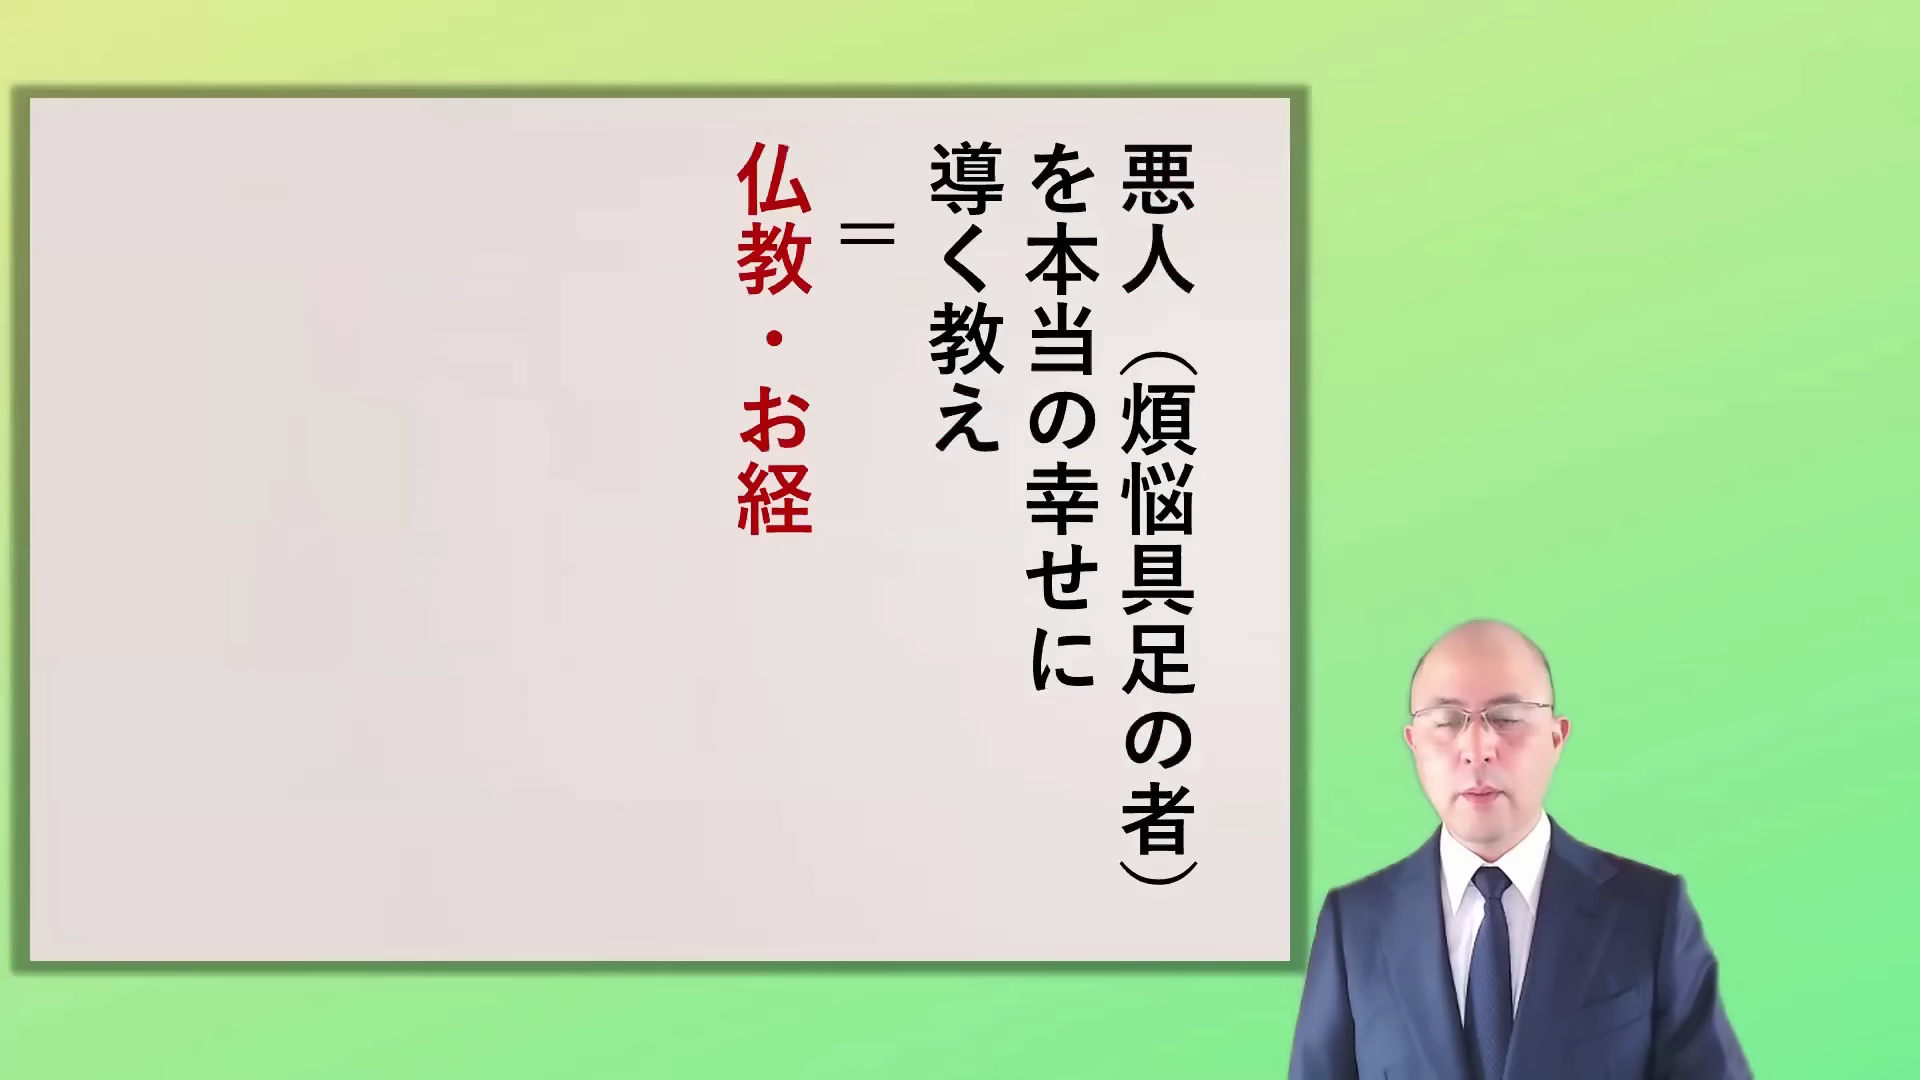 悪人（煩悩具足の者）
を本当の幸せに
導く教え
＝
仏教・お経